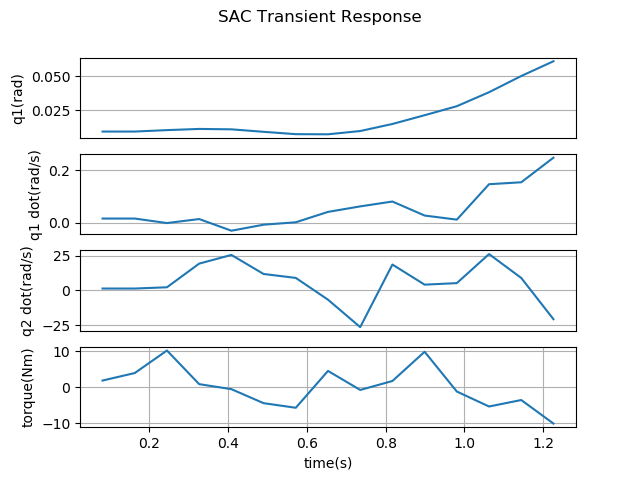 SAC Transient Response
q1(rad)
0.050
0.025
q1 dot(rad/s)
0.2
0.0
q2 dot(rad/s)
25
0
−25
torque(Nm)
10
0
−10
0.2 0.4 0.6 0.8 1.0 1.2
time(s)